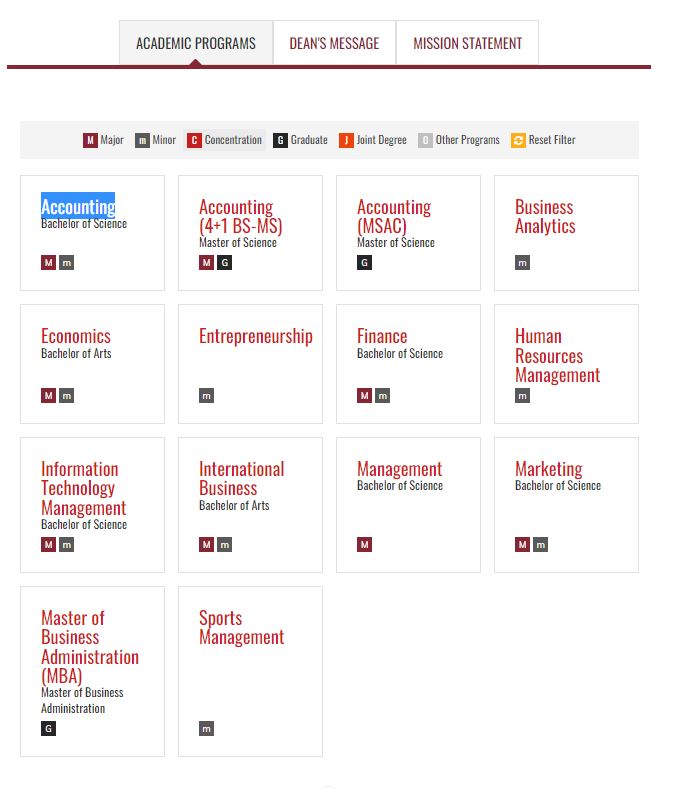 ACADEMIC PROGRAMS
DEAN'S MESSAGE
MISSION STATEMENT
M Major m Minor C Concentration G Graduate J Joint Degree O Other Programs Reset Filter
Accounting
Bachelor of Science
M m
Accounting
(4+1 BS-MS)
Master of Science
M G
Accounting
(MSAC)
Master of Science
G
Business
Analytics
m
Economics
Bachelor of Arts
M m
Entrepreneurship
m
Finance
Bachelor of Science
M m
Human
Resources
Management
m
Information
Technology
Management
Bachelor of Science
M m
International
Business
Bachelor of Arts
M m
Management
Bachelor of Science
M
Marketing
Bachelor of Science
M m
Master of
Business
Administration
(MBA)
Master of Business
Administration
G
Sports
Management
m